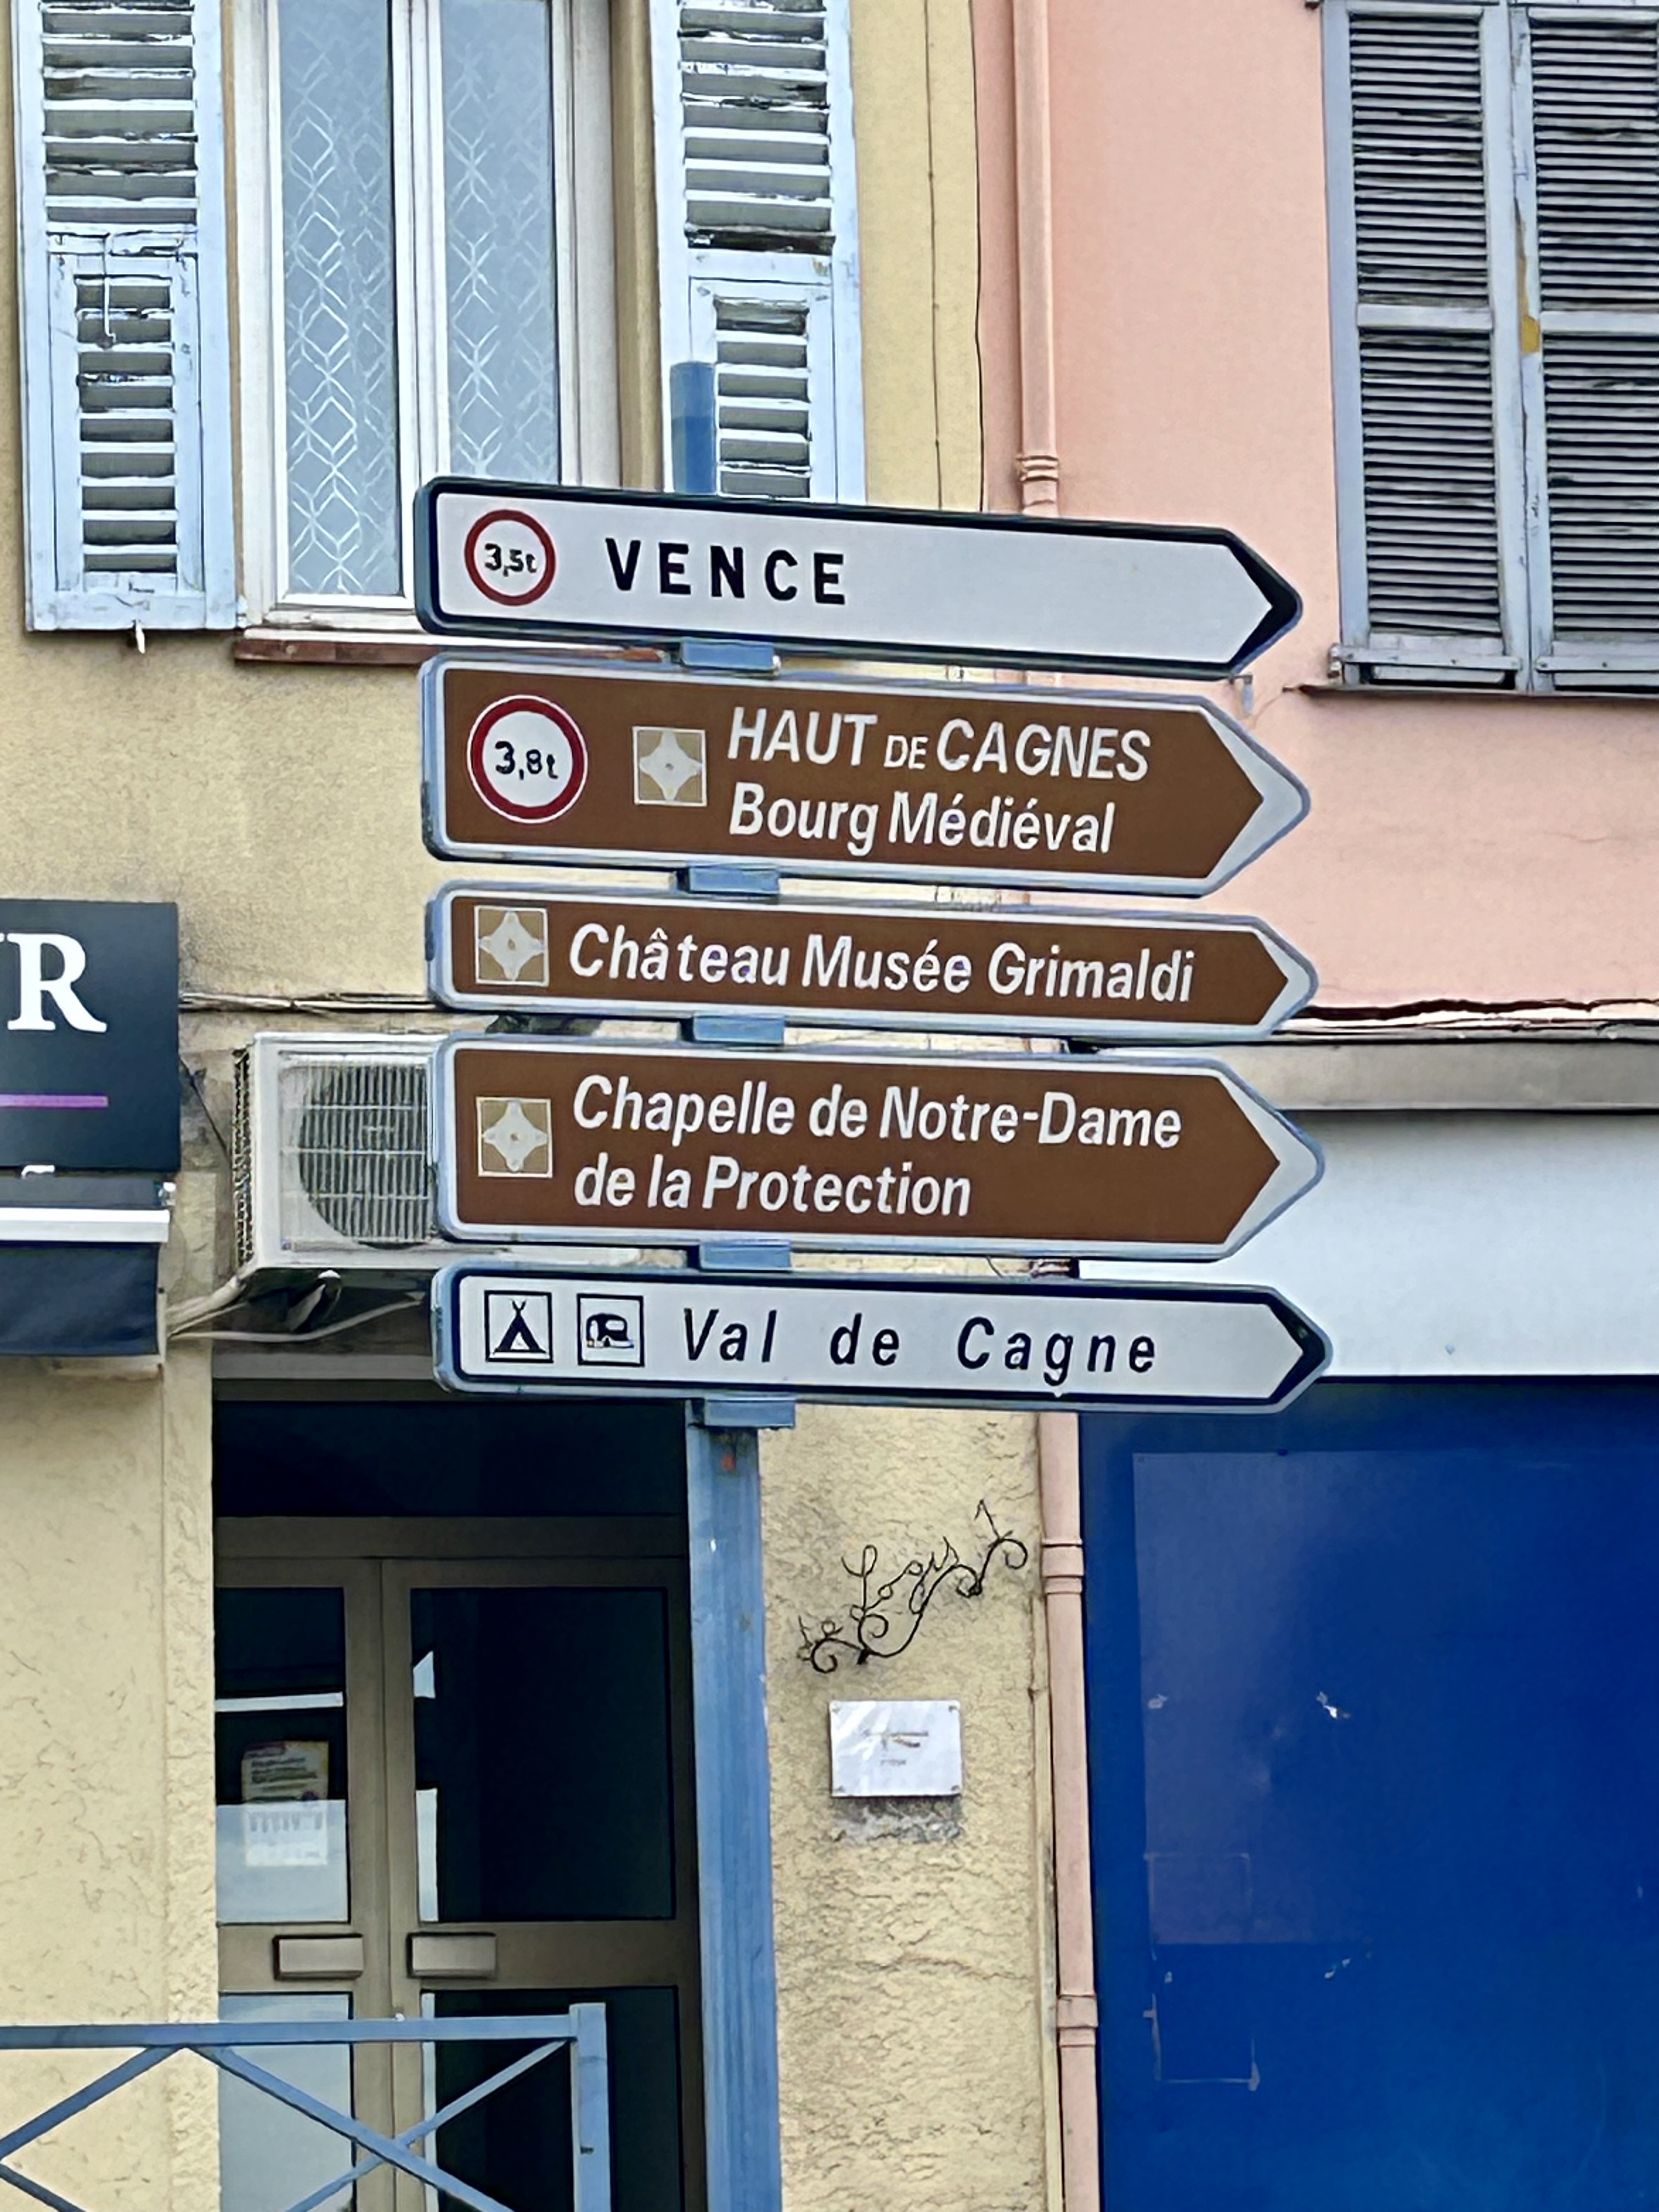 3,5t VENCE
3,8t HAUT DE CAGNES
Bourg Médiéval
Château Musée Grimaldi
Chapelle de Notre-Dame
de la Protection
Val de Cagne
R
Logis